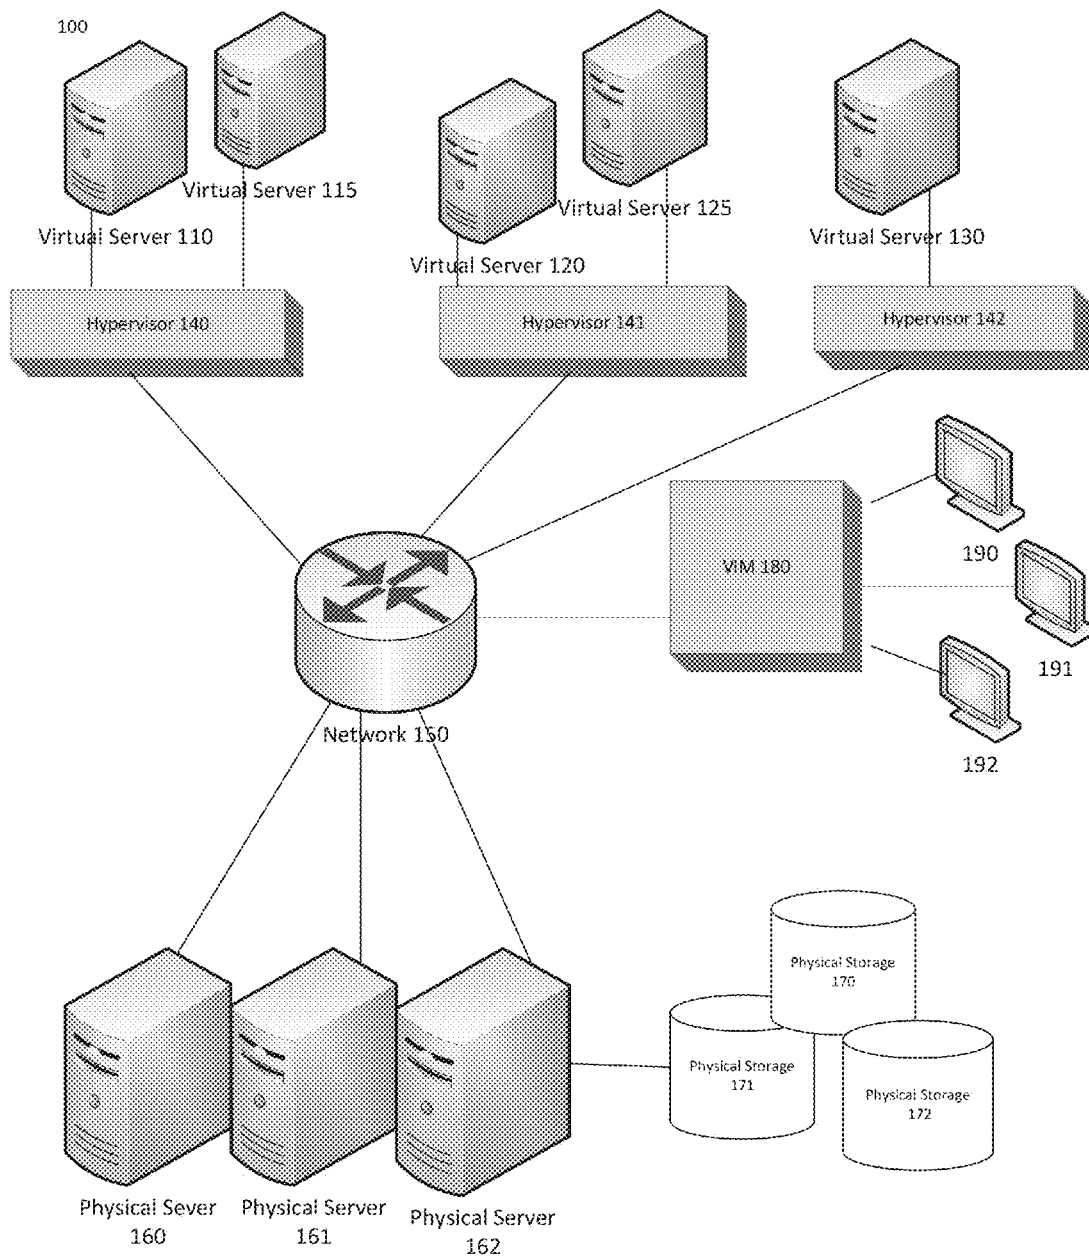 100
Virtual Server 115
Virtual Server 110
Virtual Server 125
Virtual Server 120
Virtual Server 130
Hypervisor 140
Hypervisor 141
Hypervisor 142
190
VIM 180
191
192
Network 150
Physical Storage
170
Physical Storage
171
Physical Storage
172
Physical Sever
160
Physical Server
161
Physical Server
162